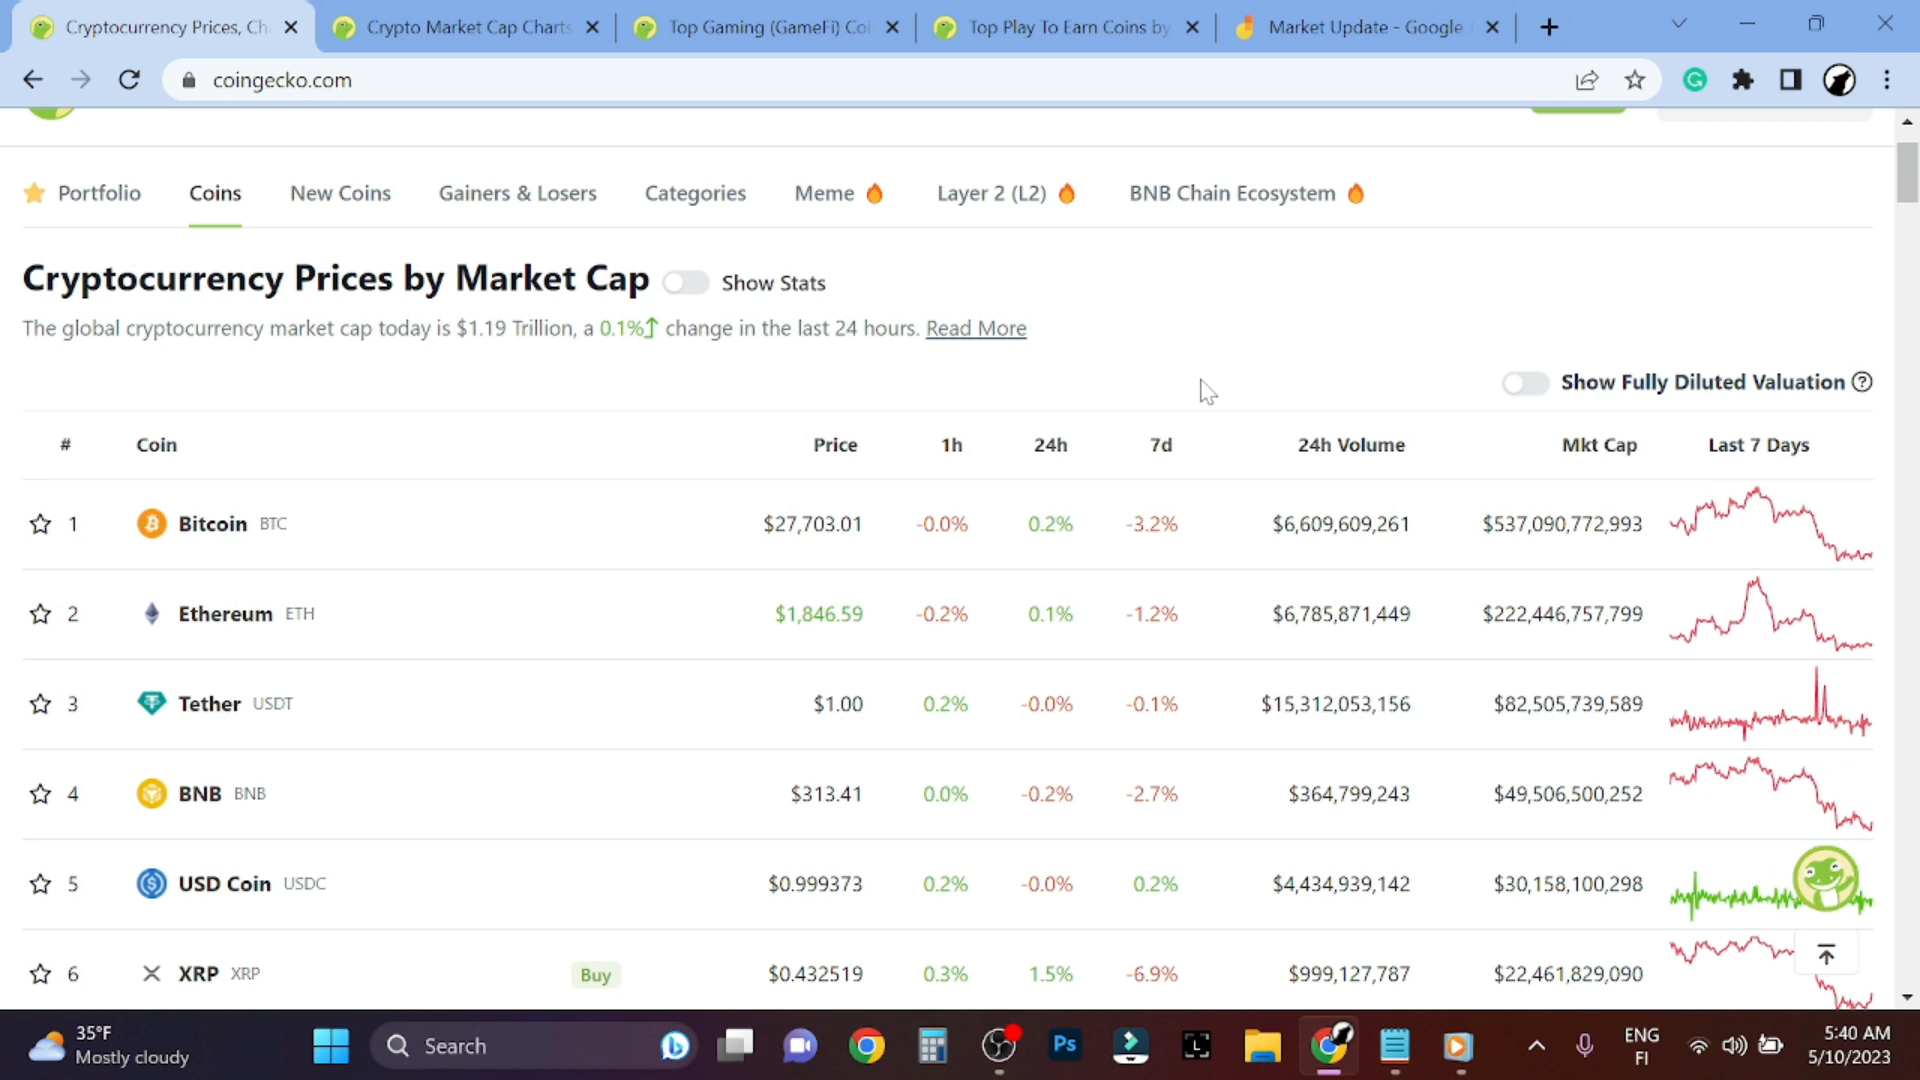 Cryptocurrency Prices, Ch
Crypto Market Cap Charts
Top Gaming (GameFi) Coi
Top Play To Earn Coins by
Market Update - Google
coingecko.com
Portfolio
Coins
New Coins
Gainers & Losers
Categories
Meme
Layer 2 (L2)
BNB Chain Ecosystem
Cryptocurrency Prices by Market Cap
Show Stats
The global cryptocurrency market cap today is $1.19 Trillion, a 0.1% change in the last 24 hours. Read More
Show Fully Diluted Valuation ?
# Coin Price 1h 24h 7d 24h Volume Mkt Cap Last 7 Days
1 Bitcoin BTC $27,703.01 -0.0% 0.2% -3.2% $6,609,609,261 $537,090,772,993
2 Ethereum ETH $1,846.59 -0.2% 0.1% -1.2% $6,785,871,449 $222,446,757,799
3 Tether USDT $1.00 0.2% -0.0% -0.1% $15,312,053,156 $82,505,739,589
4 BNB BNB $313.41 0.0% -0.2% -2.7% $364,799,243 $49,506,500,252
5 USD Coin USDC $0.999373 0.2% -0.0% 0.2% $4,434,939,142 $30,158,100,298
6 XRP XRP Buy $0.432519 0.3% 1.5% -6.9% $999,127,787 $22,461,829,090
35°F
Mostly cloudy
Search
Ps
L
ENG
FI
5:40 AM
5/10/2023